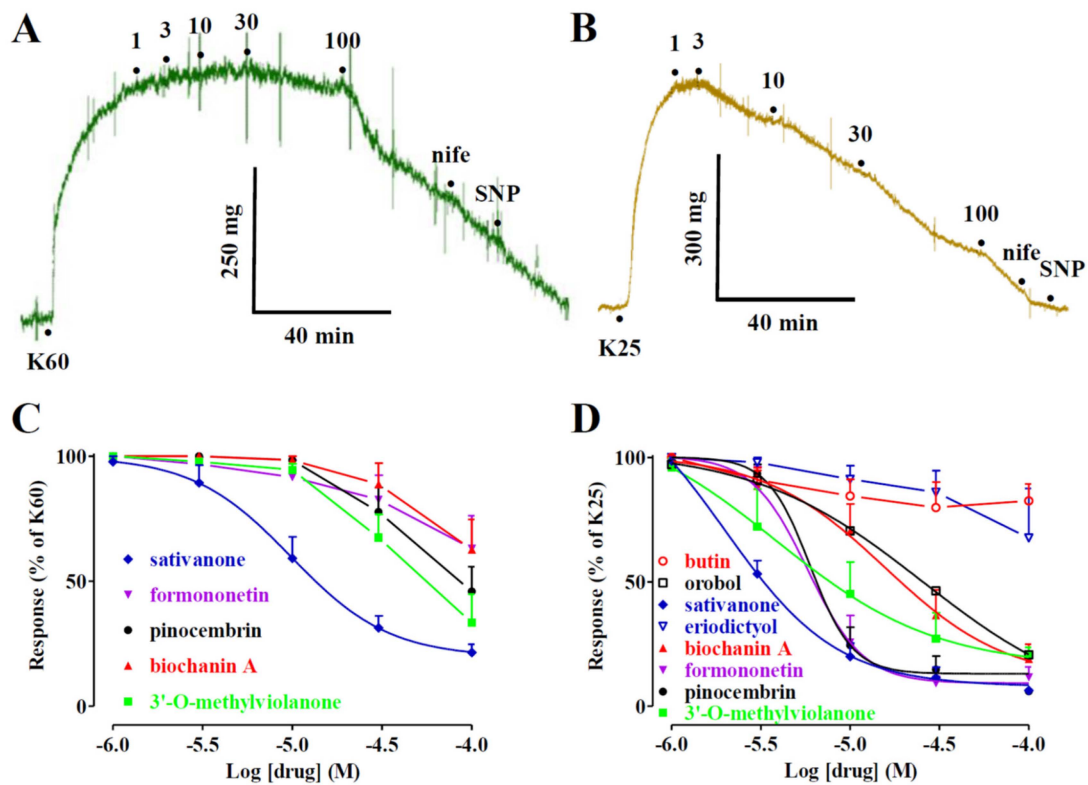 A
1 3 10 30 100
nife
SNP
250 mg
40 min
K60
B
1 3
10
30
100
nife
SNP
300 mg
40 min
K25
C
Response (% of K60)
100
50
0
sativanone
formononetin
pinocembrin
biochanin A
3'-O-methylviolanone
-6.0 -5.5 -5.0 -4.5 -4.0
Log [drug] (M)
D
Response (% of K25)
100
50
0
butin
orobol
sativanone
eriodictyol
biochanin A
formononetin
pinocembrin
3'-O-methylviolanone
-6.0 -5.5 -5.0 -4.5 -4.0
Log [drug] (M)